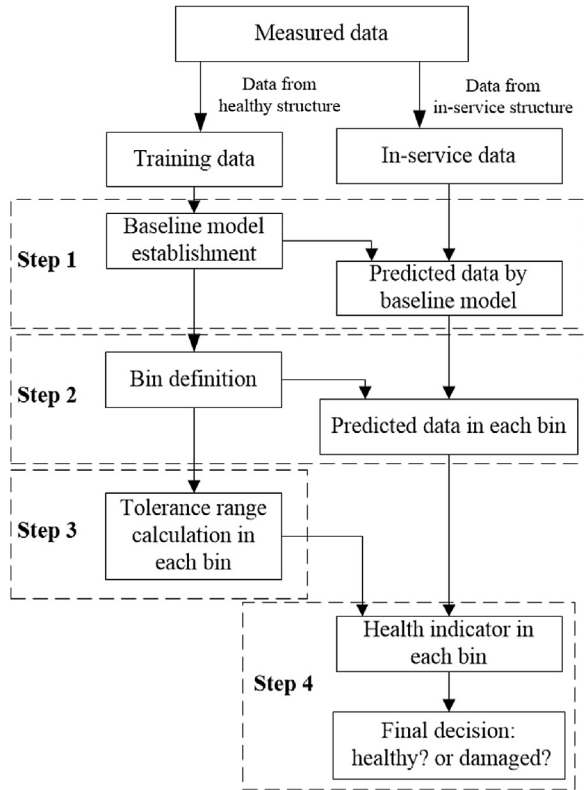 Measured data
Data from
healthy structure
Data from
in-service structure
Training data
In-service data
Step 1
Baseline model
establishment
Predicted data by
baseline model
Step 2
Bin definition
Predicted data in each bin
Step 3
Tolerance range
calculation in
each bin
Step 4
Health indicator in
each bin
Final decision:
healthy? or damaged?